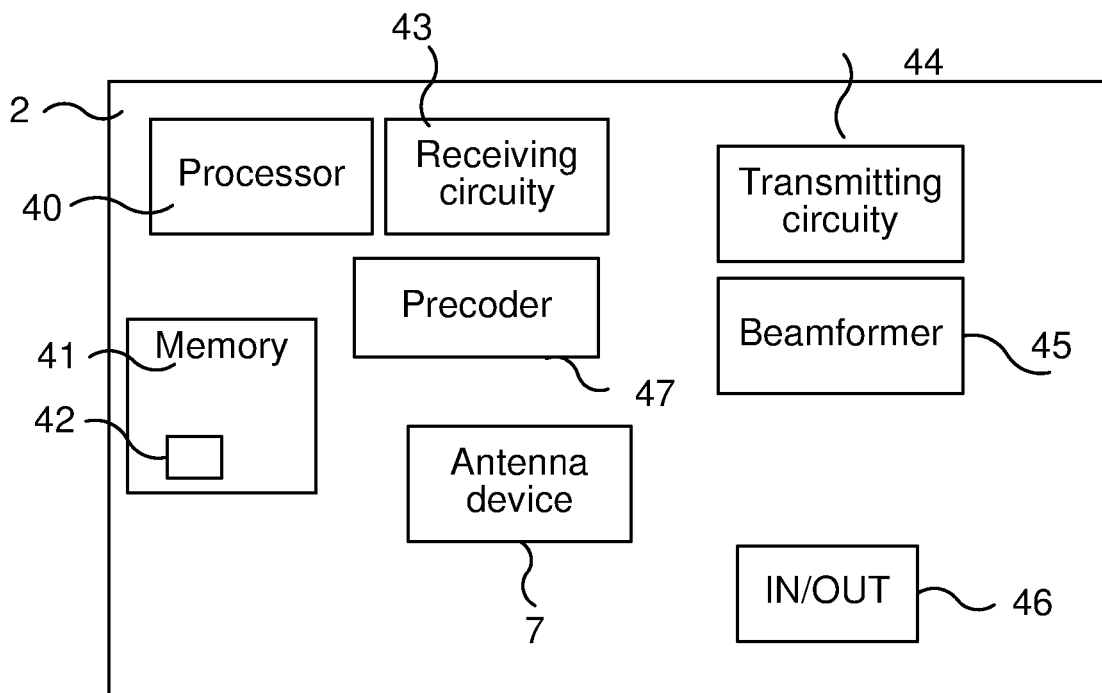 43
44
2
Processor
Receiving
circuity
Transmitting
circuity
40
Precoder
Beamformer
45
41
Memory
47
42
Antenna
device
7
IN/OUT
46